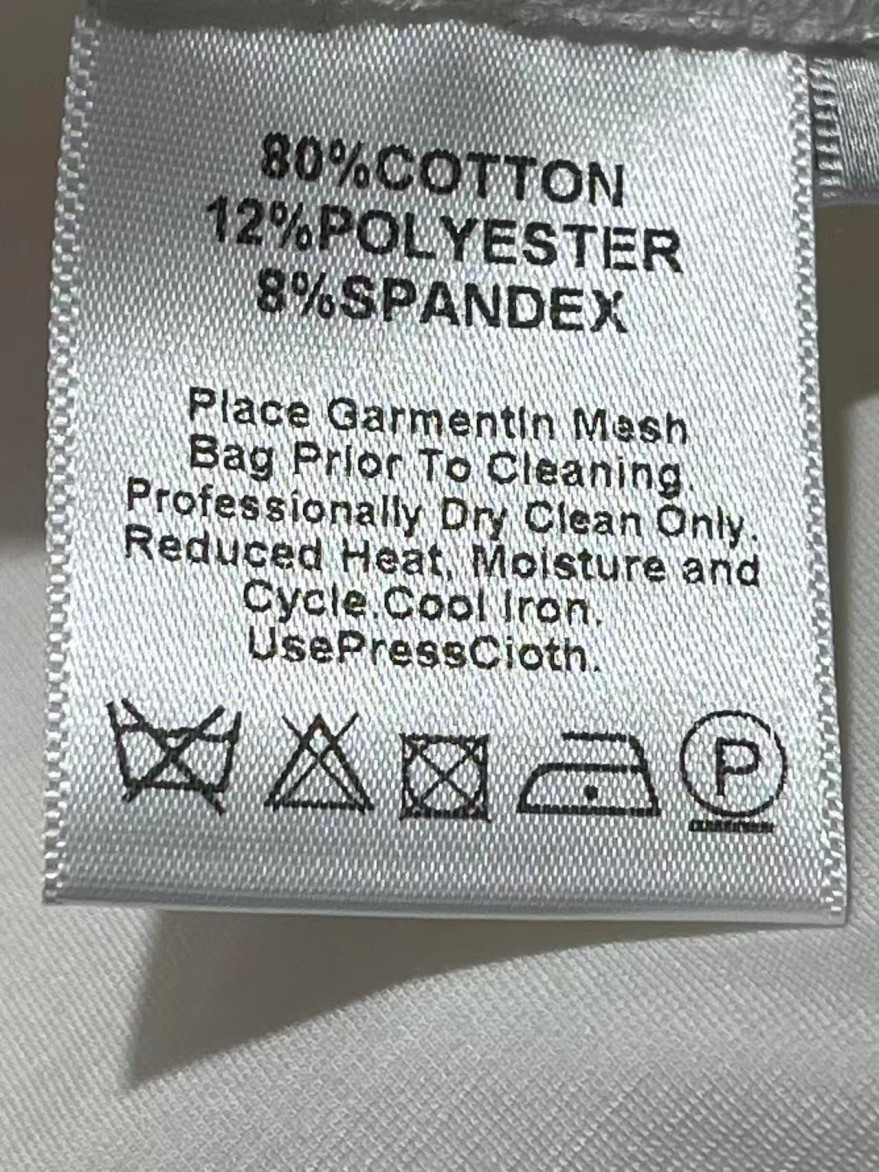 80%COTTON
12%POLYESTER
8%SPANDEX
Place GarmentIn Mesh
Bag Prior To Cleaning.
Professionally Dry Clean Only.
Reduced Heat, Moisture and
Cycle.Cool Iron.
UsePressCioth.
P